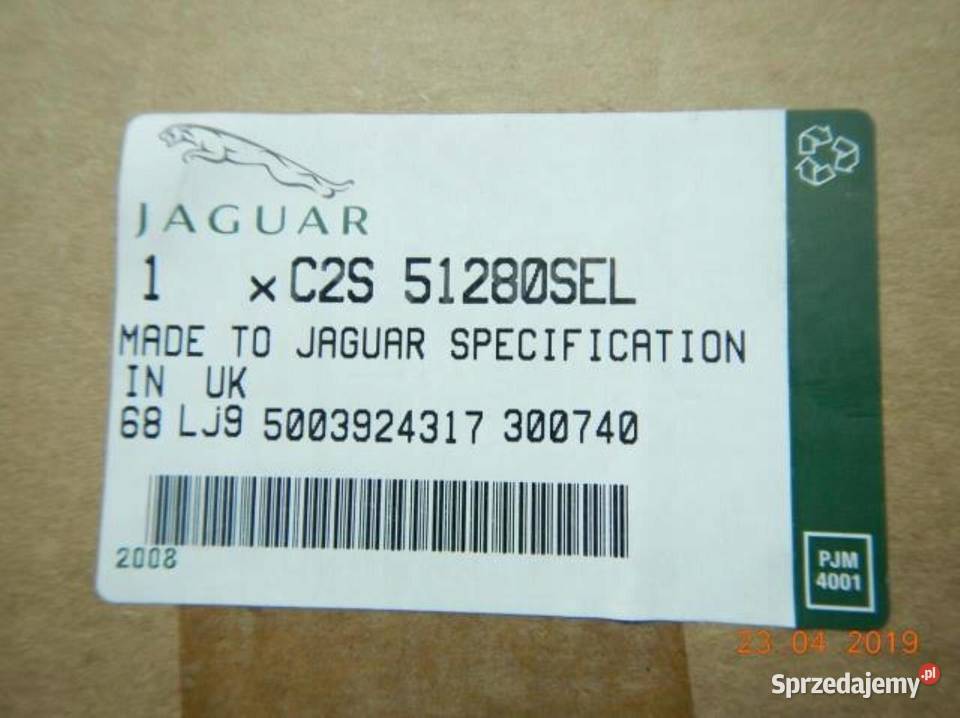 JAGUAR
1 x C2S 51280SEL
MADE TO JAGUAR SPECIFICATION
IN UK
68 Lj9 5003924317 300740
2008
PJM
4001
23 04 2019
Sprzedajemy.pl